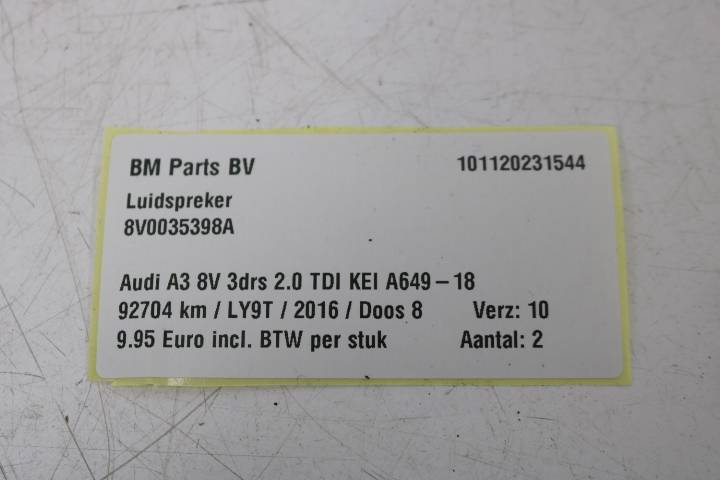 BM Parts BV 101120231544
Luidspreker
8V0035398A
Audi A3 8V 3drs 2.0 TDI KEI A649-18
92704 km / LY9T / 2016 / Doos 8 Verz: 10
9.95 Euro incl. BTW per stuk Aantal: 2